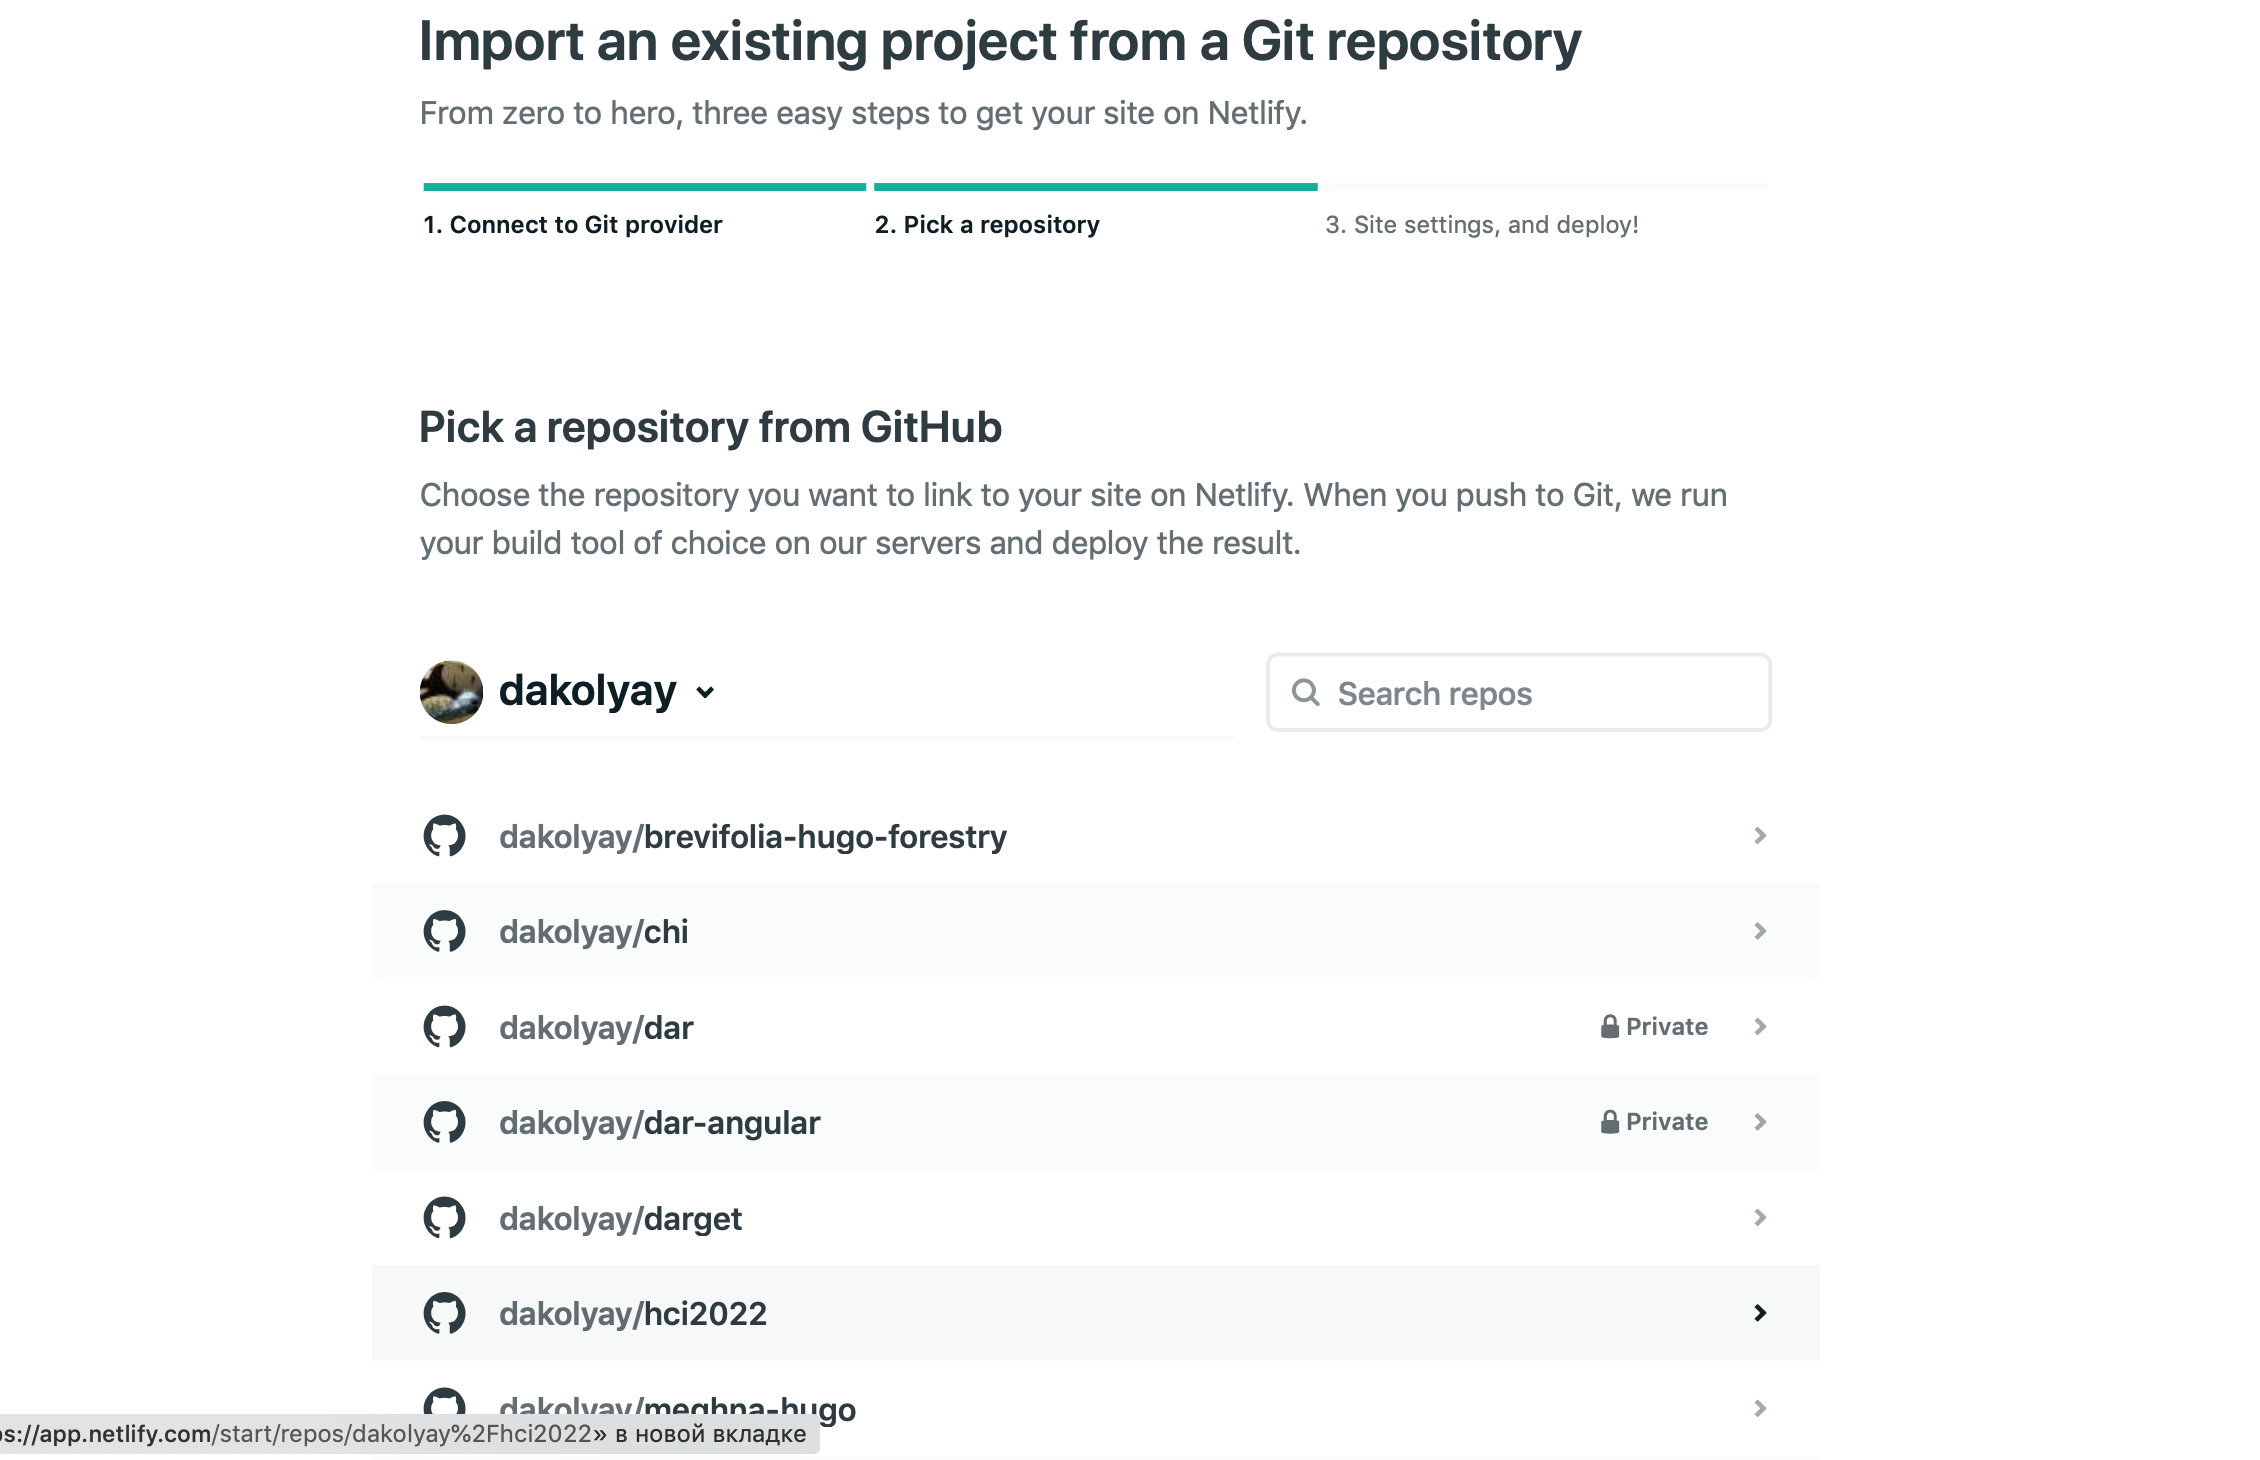 Import an existing project from a Git repository
From zero to hero, three easy steps to get your site on Netlify.
1. Connect to Git provider
2. Pick a repository
3. Site settings, and deploy!
Pick a repository from GitHub
Choose the repository you want to link to your site on Netlify. When you push to Git, we run
your build tool of choice on our servers and deploy the result.
dakolyay
Search repos
dakolyay/brevifolia-hugo-forestry
dakolyay/chi
dakolyay/dar
Private
dakolyay/dar-angular
Private
dakolyay/darget
dakolyay/hci2022
dakolyay/meghna-hugo
s://app.netlify.com/start/repos/dakolyay%2Fhci2022» в новой вкладке